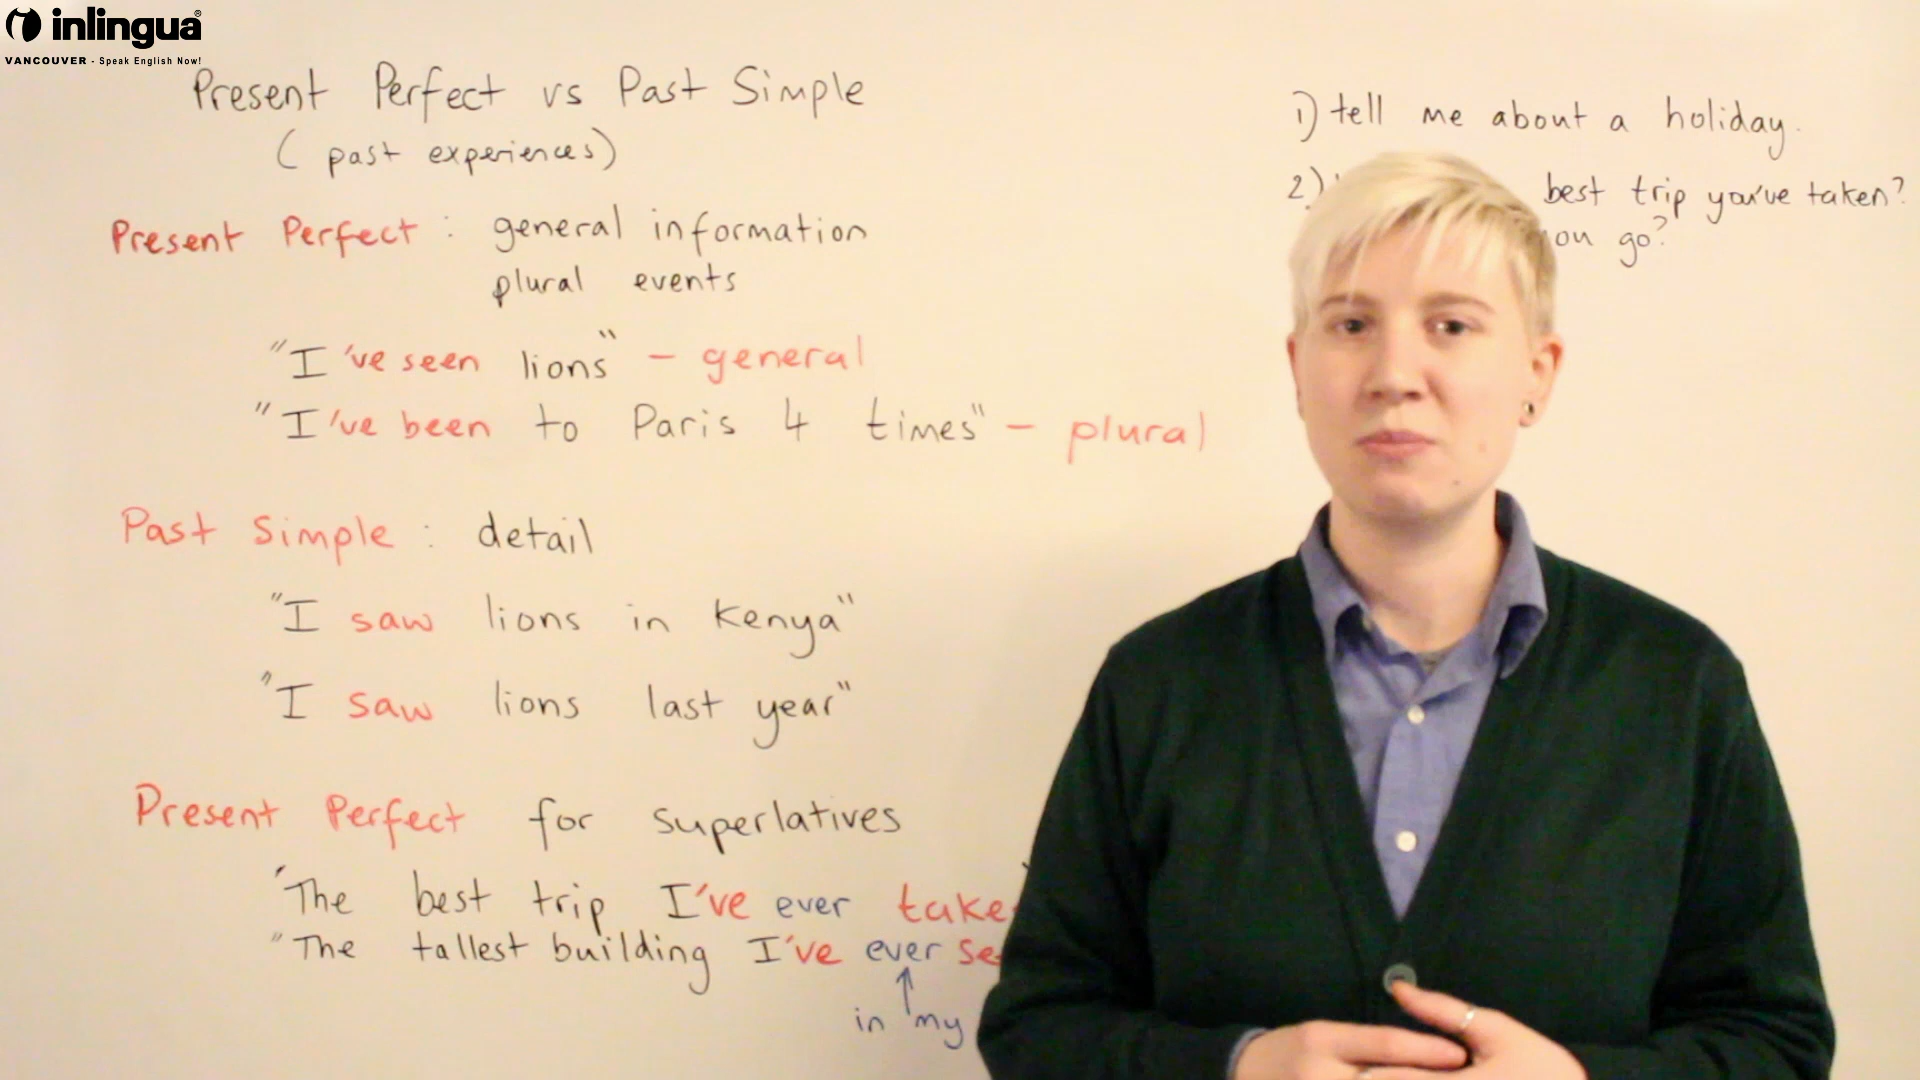 inlingua®
VANCOUVER - Speak English Now!
Present Perfect vs Past Simple
( past experiences)
Present Perfect : general information
plural events
"I've seen lions" - general
"I've been to Paris 4 times" - plural
Past Simple : detail
"I saw lions in Kenya"
"I saw lions last year"
Present Perfect for superlatives
"The best trip I've ever take
"The tallest building I've ever se
in my
1) tell me about a holiday.
2) best trip you've taken?
go?